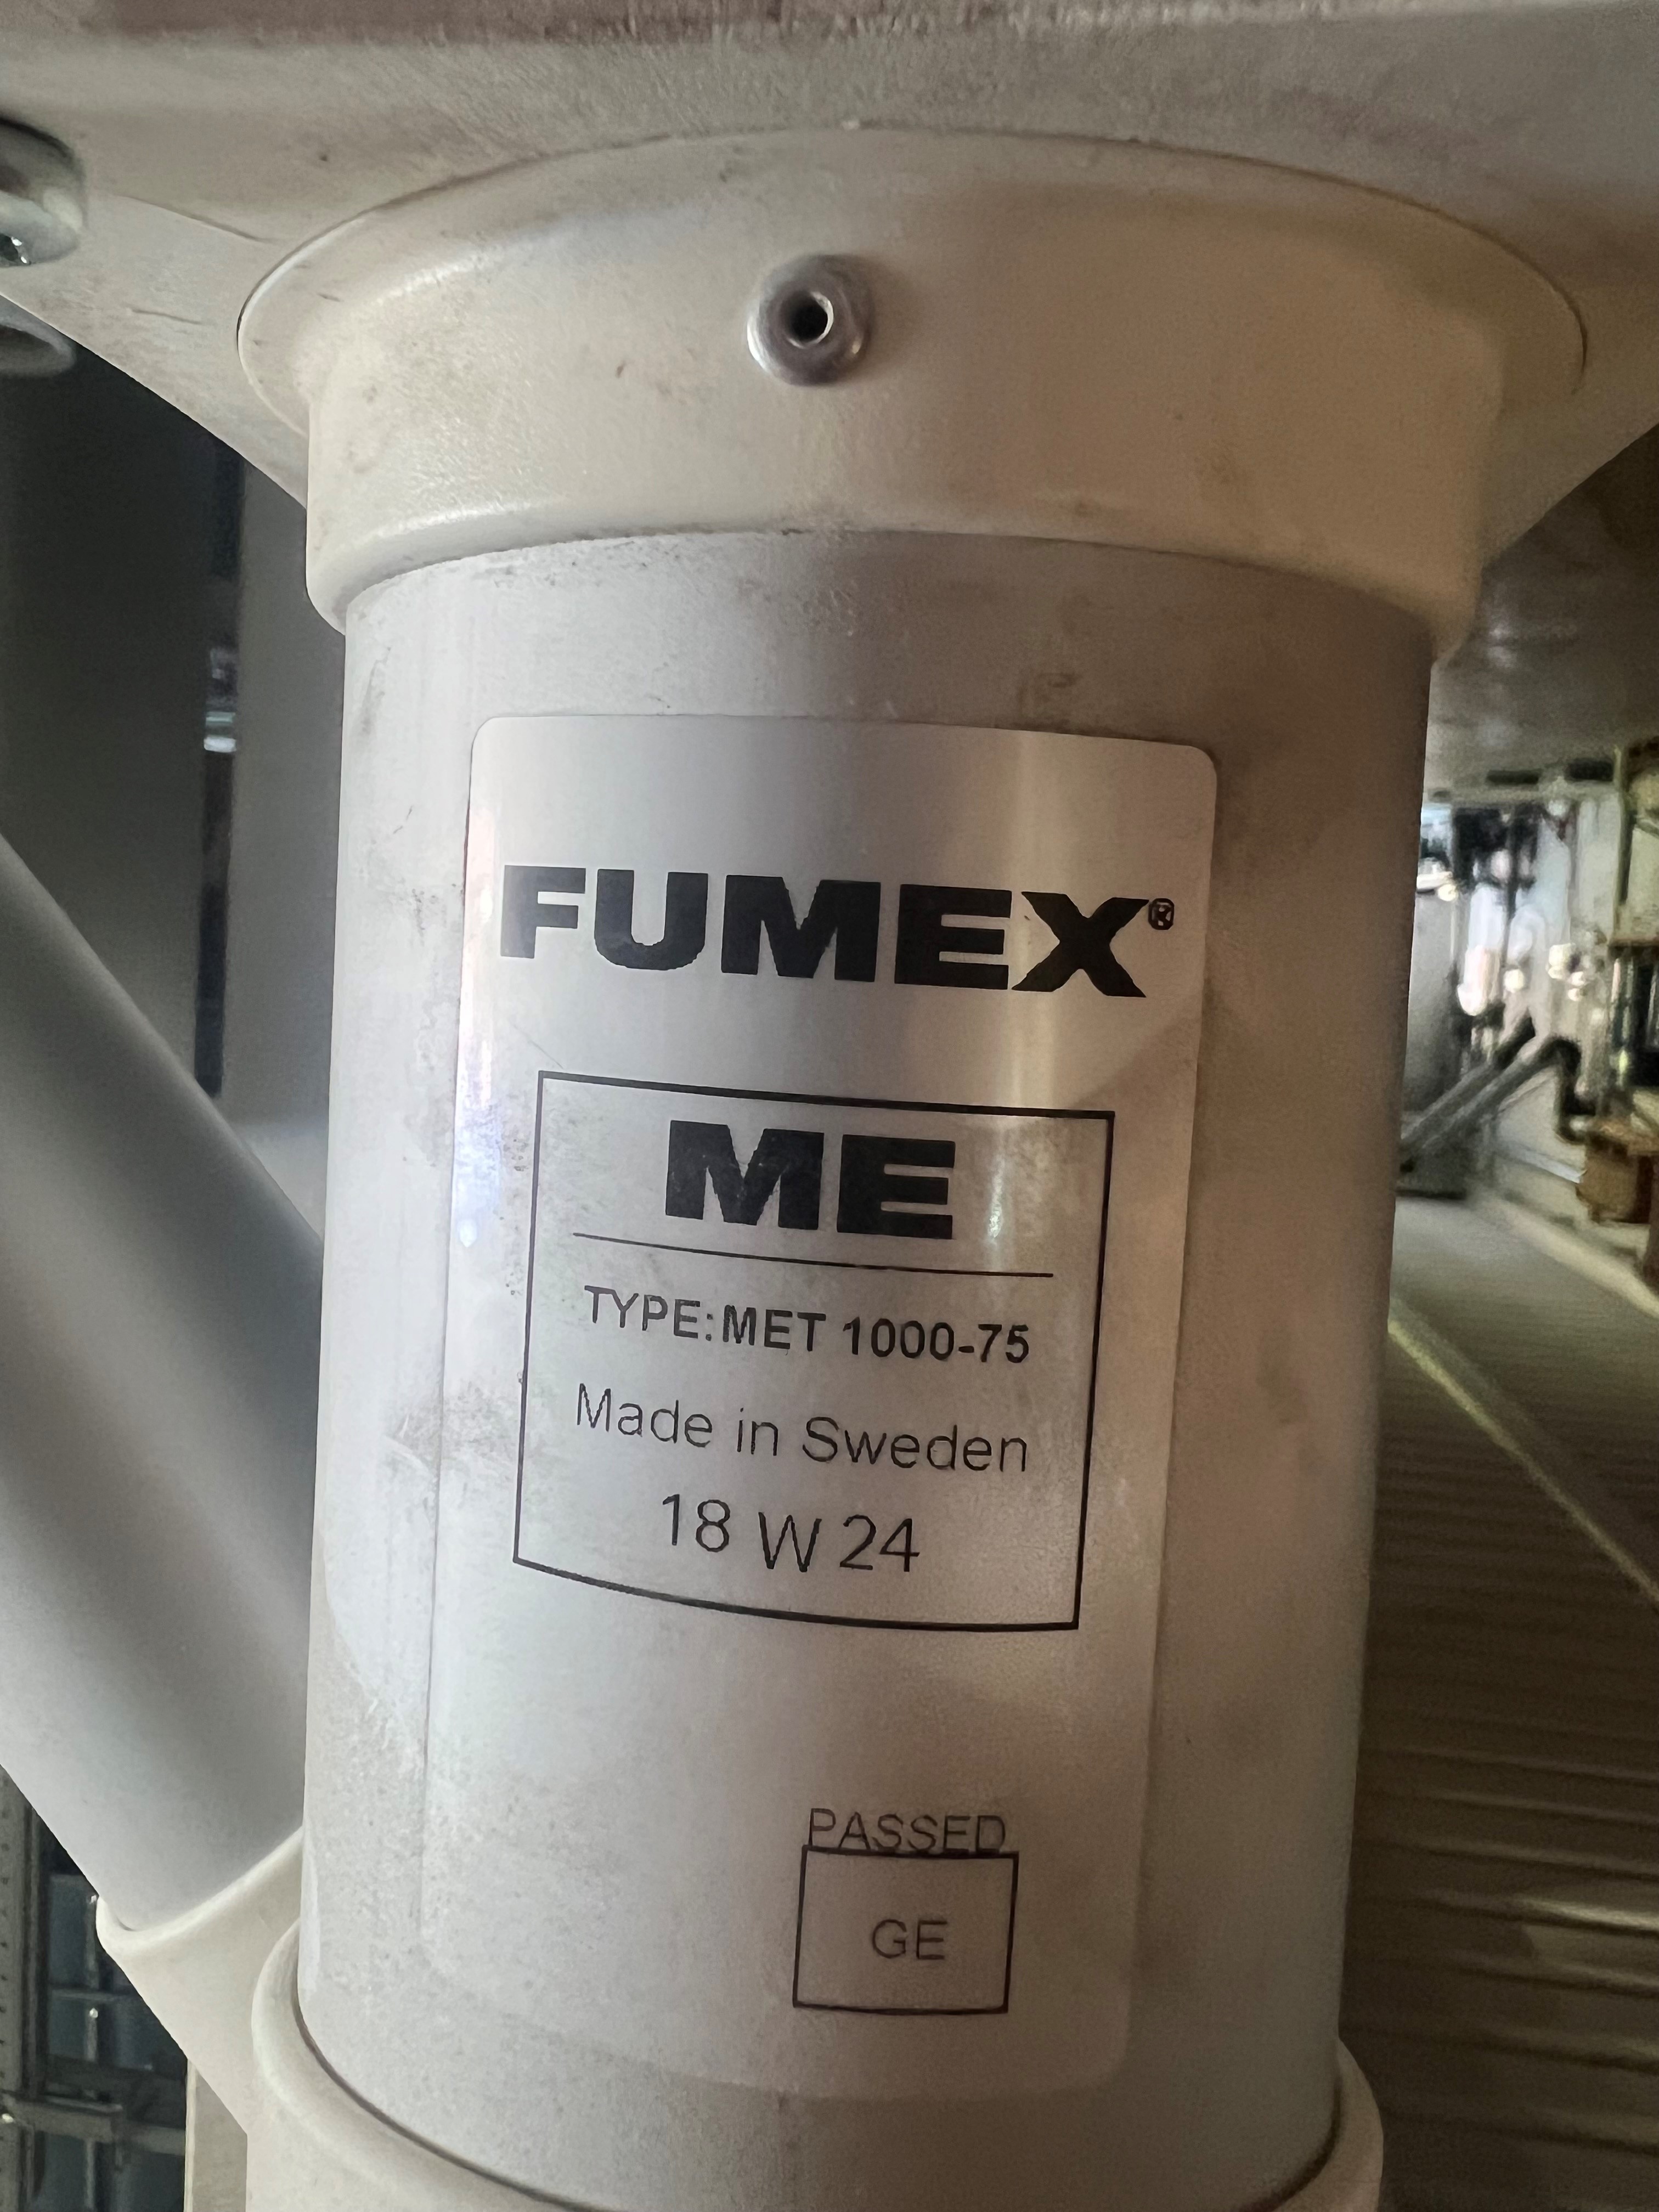 FUMEX®
ME
TYPE:MET 1000-75
Made in Sweden
18 W 24
PASSED
GE